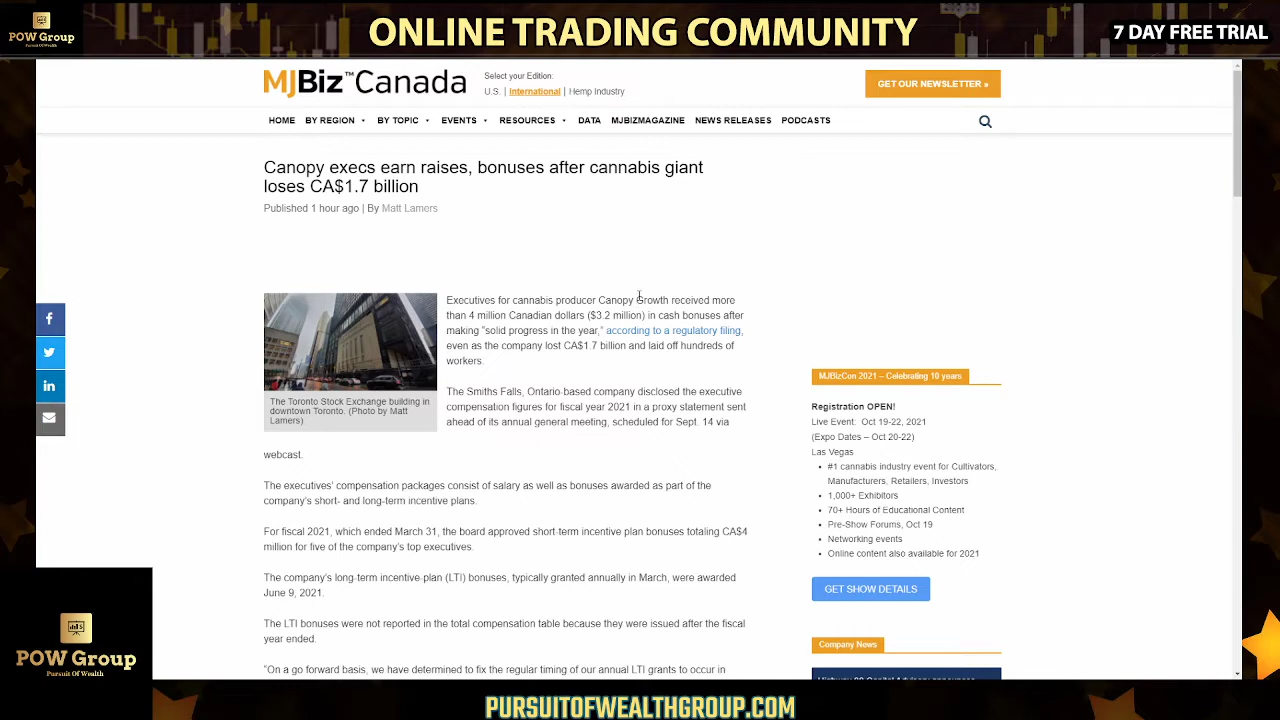 POW Group
Pursuit Of Wealth
ONLINE TRADING COMMUNITY
7 DAY FREE TRIAL
MJBiz™Canada
Select your Edition:
U.S. | International | Hemp Industry
GET OUR NEWSLETTER »
HOME BY REGION BY TOPIC EVENTS RESOURCES DATA MJBIZMAGAZINE NEWS RELEASES PODCASTS
Canopy execs earn raises, bonuses after cannabis giant
loses CA$1.7 billion
Published 1 hour ago | By Matt Lamers
Executives for cannabis producer Canopy Growth received more
than 4 million Canadian dollars ($3.2 million) in cash bonuses after
making "solid progress in the year," according to a regulatory filing,
even as the company lost CA$1.7 billion and laid off hundreds of
workers.
The Toronto Stock Exchange building in
downtown Toronto. (Photo by Matt
Lamers)
The Smiths Falls, Ontario-based company disclosed the executive
compensation figures for fiscal year 2021 in a proxy statement sent
ahead of its annual general meeting, scheduled for Sept. 14 via
webcast.
The executives' compensation packages consist of salary as well as bonuses awarded as part of the
company's short- and long-term incentive plans.
For fiscal 2021, which ended March 31, the board approved short-term incentive plan bonuses totaling CA$4
million for five of the company's top executives.
The company's long-term incentive-plan (LTI) bonuses, typically granted annually in March, were awarded
June 9, 2021.
The LTI bonuses were not reported in the total compensation table because they were issued after the fiscal
year ended.
"On a go forward basis, we have determined to fix the regular timing of our annual LTI grants to occur in
MJBizCon 2021 – Celebrating 10 years
Registration OPEN!
Live Event: Oct 19-22, 2021
(Expo Dates – Oct 20-22)
Las Vegas
• #1 cannabis industry event for Cultivators,
Manufacturers, Retailers, Investors
• 1,000+ Exhibitors
• 70+ Hours of Educational Content
• Pre-Show Forums, Oct 19
• Networking events
• Online content also available for 2021
GET SHOW DETAILS
Company News
POW Group
Pursuit Of Wealth
PURSUITOFWEALTHGROUP.COM